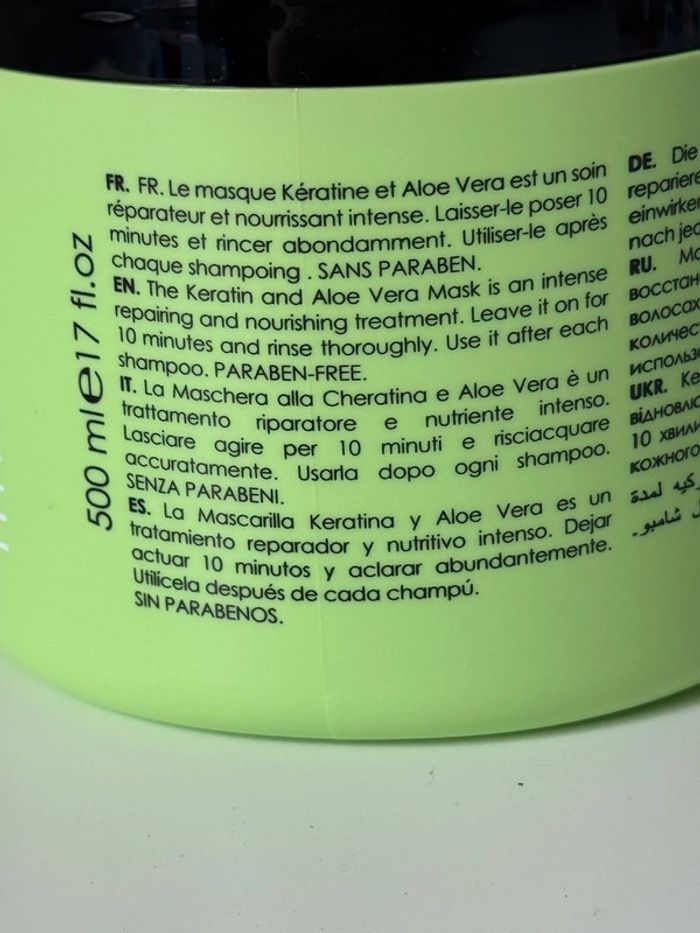 500 ml℮17 fl.oz
FR. FR. Le masque Kératine et Aloe Vera est un soin
réparateur et nourrissant intense. Laisser-le poser 10
minutes et rincer abondamment. Utiliser-le après
chaque shampoing . SANS PARABEN.
EN. The Keratin and Aloe Vera Mask is an intense
repairing and nourishing treatment. Leave it on for
10 minutes and rinse thoroughly. Use it after each
shampoo. PARABEN-FREE.
IT. La Maschera alla Cheratina e Aloe Vera è un
trattamento riparatore e nutriente intenso.
Lasciare agire per 10 minuti e risciacquare
accuratamente. Usarla dopo ogni shampoo.
SENZA PARABENI.
ES. La Mascarilla Keratina y Aloe Vera es un
tratamiento reparador y nutritivo intenso. Dejar
actuar 10 minutos y aclarar abundantemente.
Utilícela después de cada champú.
SIN PARABENOS.
DE. Die
nach
RU.
UKR.
10
кожного
لمدة
شامبو.